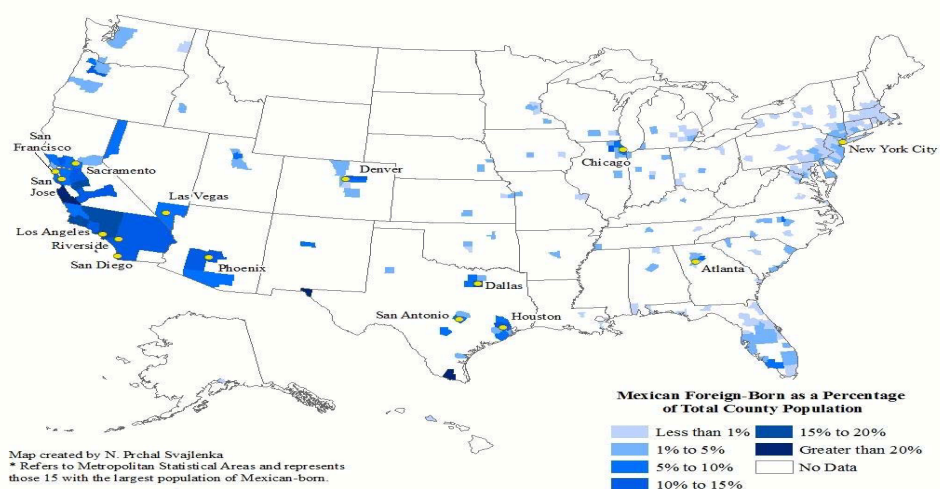 San
Francisco
Sacramento
San
Jose
Las Vegas
Los Angeles
Riverside
San Diego
Phoenix
Denver
Dallas
San Antonio
Houston
Chicago
New York City
Atlanta
Mexican Foreign-Born as a Percentage
of Total County Population
Less than 1%
1% to 5%
5% to 10%
10% to 15%
15% to 20%
Greater than 20%
No Data
Map created by N. Prchal Svajlenka
* Refers to Metropolitan Statistical Areas and represents
those 15 with the largest population of Mexican-born.